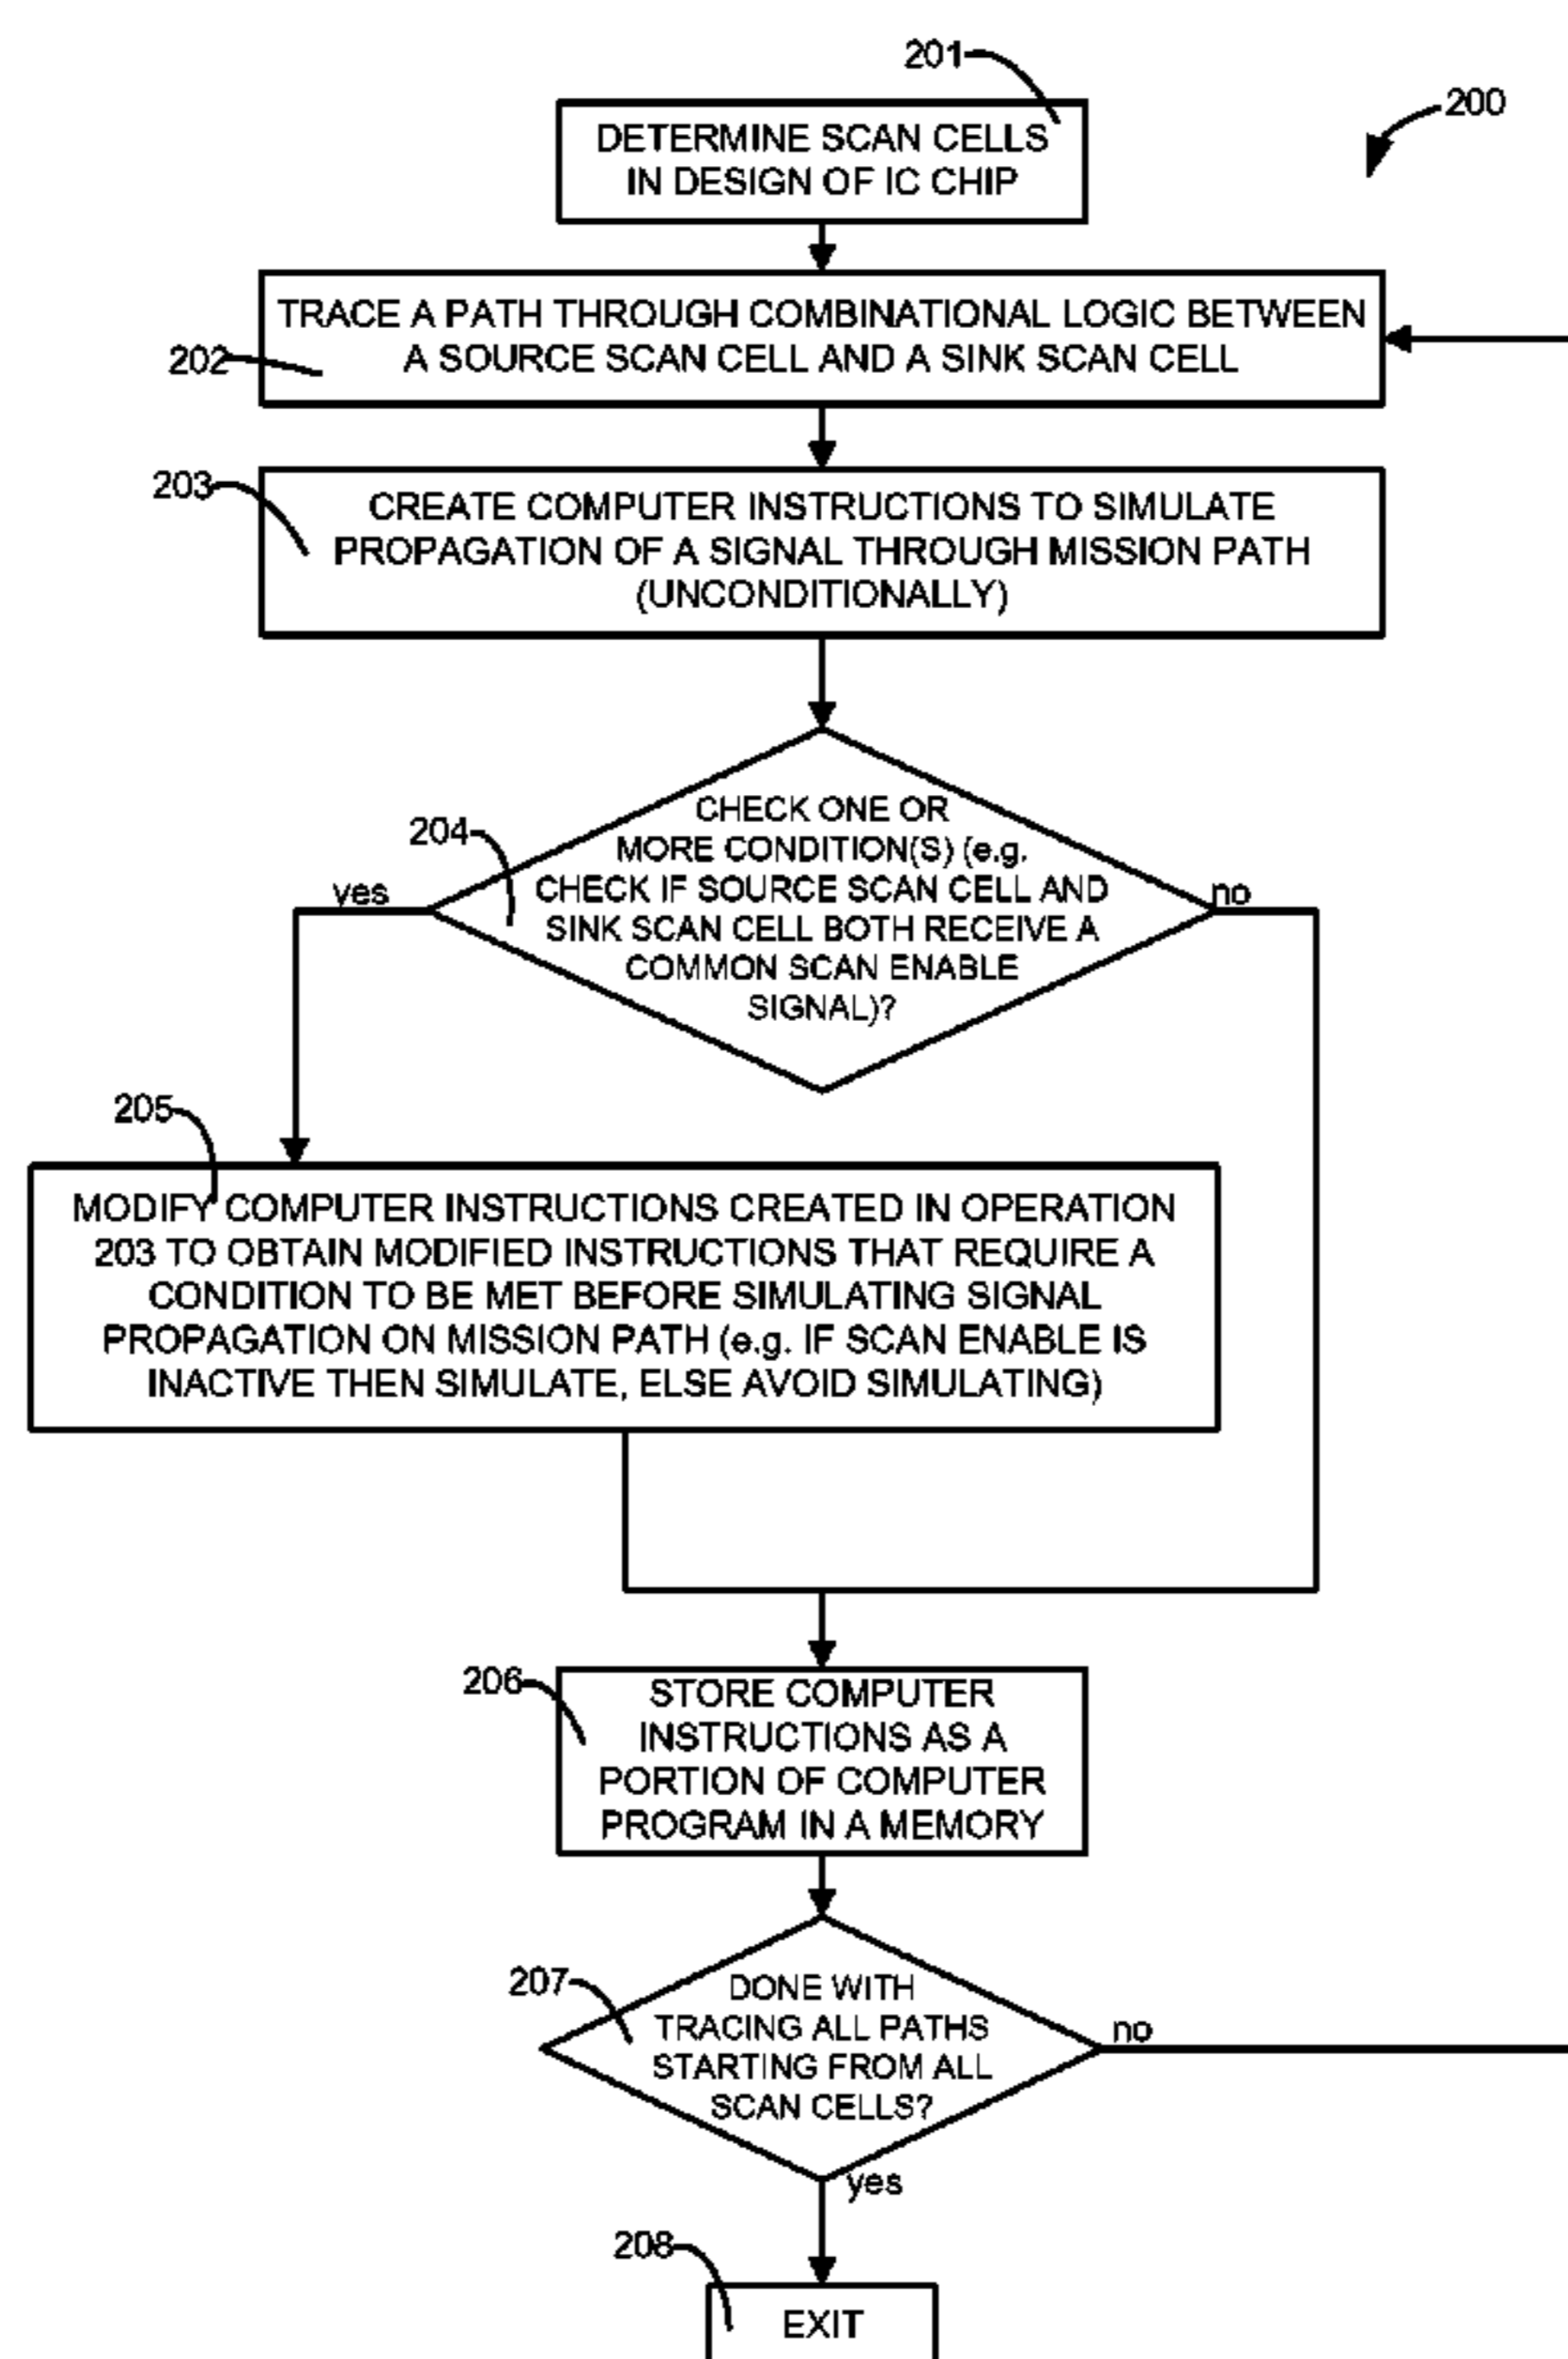 201
200
DETERMINE SCAN CELLS
IN DESIGN OF IC CHIP
TRACE A PATH THROUGH COMBINATIONAL LOGIC BETWEEN
A SOURCE SCAN CELL AND A SINK SCAN CELL
202
203
CREATE COMPUTER INSTRUCTIONS TO SIMULATE
PROPAGATION OF A SIGNAL THROUGH MISSION PATH
(UNCONDITIONALLY)
204
CHECK ONE OR
MORE CONDITION(S) (e.g.
CHECK IF SOURCE SCAN CELL AND
SINK SCAN CELL BOTH RECEIVE A
COMMON SCAN ENABLE
SIGNAL)?
yes
no
205
MODIFY COMPUTER INSTRUCTIONS CREATED IN OPERATION
203 TO OBTAIN MODIFIED INSTRUCTIONS THAT REQUIRE A
CONDITION TO BE MET BEFORE SIMULATING SIGNAL
PROPAGATION ON MISSION PATH (e.g. IF SCAN ENABLE IS
INACTIVE THEN SIMULATE, ELSE AVOID SIMULATING)
206
STORE COMPUTER
INSTRUCTIONS AS A
PORTION OF COMPUTER
PROGRAM IN A MEMORY
207
DONE WITH
TRACING ALL PATHS
STARTING FROM ALL
SCAN CELLS?
no
yes
208
EXIT